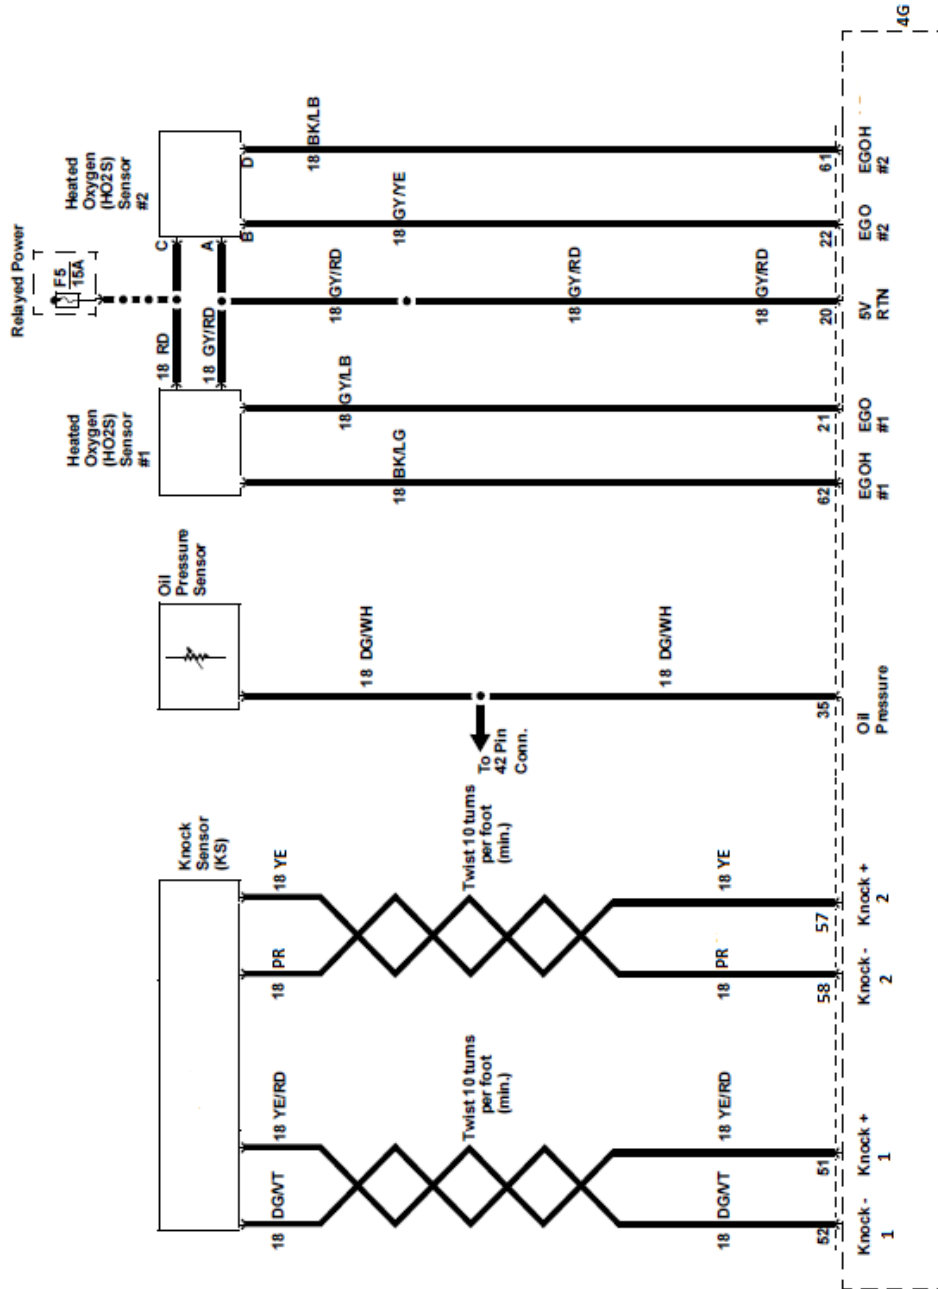 Relayed Power
F5
15A
Knock
Sensor
(KS)
Oil
Pressure
Sensor
Heated
Oxygen
(HO2S)
Sensor
#1
Heated
Oxygen
(HO2S)
Sensor
#2
18 RD
C
18 GY/RD
A
B
D
18 DG/VT
18 YE/RD
18 PR
18 YE
18 DG/WH
18 BK/LG
18 GY/LB
18 GY/RD
18 GY/YE
18 BK/LB
Twist 10 turns
per foot
(min.)
Twist 10 turns
per foot
(min.)
To
42 Pin
Conn.
18 GY/RD
18 DG/VT
18 YE/RD
18 PR
18 YE
18 DG/WH
18 GY/RD
52
51
58
57
35
62
21
20
22
61
Knock -
1
Knock +
1
Knock -
2
Knock +
2
Oil
Pressure
EGOH
#1
EGO
#1
5V
RTN
EGO
#2
EGOH
#2
4G